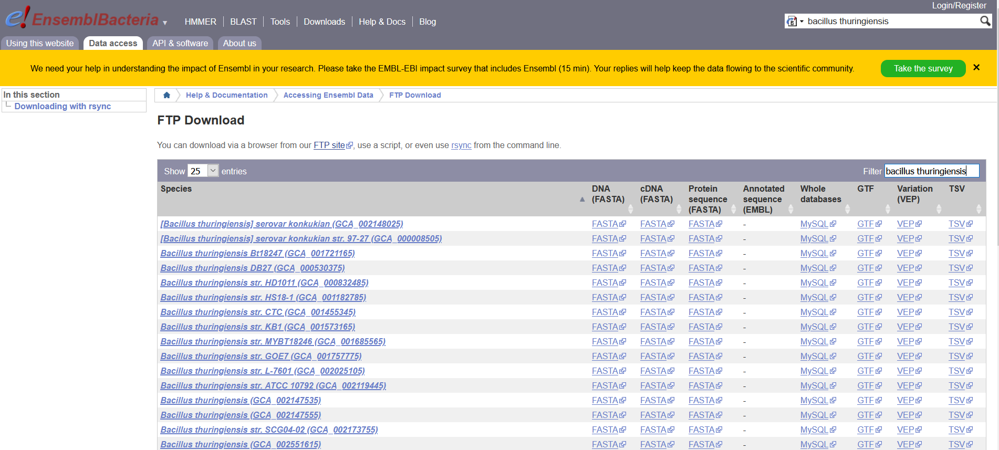 Login/Register
e!EnsemblBacteria HMMER BLAST Tools Downloads Help & Docs Blog bacillus thuringiensis
Using this website Data access API & software About us
We need your help in understanding the impact of Ensembl in your research. Please take the EMBL-EBI impact survey that includes Ensembl (15 min). Your replies will help keep the data flowing to the scientific community. Take the survey
In this section
Downloading with rsync
Help & Documentation Accessing Ensembl Data FTP Download
FTP Download
You can download via a browser from our FTP site, use a script, or even use rsync from the command line.
Show 25 entries Filter bacillus thuringiensis
Species DNA cDNA Protein Annotated Whole GTF Variation TSV
(FASTA) (FASTA) sequence sequence databases (VEP)
(FASTA) (EMBL)
[Bacillus thuringiensis] serovar konkukian (GCA_002148025) FASTA FASTA FASTA - MySQL GTF VEP TSV
[Bacillus thuringiensis] serovar konkukian str. 97-27 (GCA_000008505) FASTA FASTA FASTA - MySQL GTF VEP TSV
Bacillus thuringiensis Bt18247 (GCA_001721165) FASTA FASTA FASTA - MySQL GTF VEP TSV
Bacillus thuringiensis DB27 (GCA_000530375) FASTA FASTA FASTA - MySQL GTF VEP TSV
Bacillus thuringiensis str. HD1011 (GCA_000832485) FASTA FASTA FASTA - MySQL GTF VEP TSV
Bacillus thuringiensis str. HS18-1 (GCA_001182785) FASTA FASTA FASTA - MySQL GTF VEP TSV
Bacillus thuringiensis str. CTC (GCA_001455345) FASTA FASTA FASTA - MySQL GTF VEP TSV
Bacillus thuringiensis str. KB1 (GCA_001573165) FASTA FASTA FASTA - MySQL GTF VEP TSV
Bacillus thuringiensis str. MYBT18246 (GCA_001685565) FASTA FASTA FASTA - MySQL GTF VEP TSV
Bacillus thuringiensis str. GOE7 (GCA_001757775) FASTA FASTA FASTA - MySQL GTF VEP TSV
Bacillus thuringiensis str. L-7601 (GCA_002025105) FASTA FASTA FASTA - MySQL GTF VEP TSV
Bacillus thuringiensis str. ATCC 10792 (GCA_002119445) FASTA FASTA FASTA - MySQL GTF VEP TSV
Bacillus thuringiensis (GCA_002147535) FASTA FASTA FASTA - MySQL GTF VEP TSV
Bacillus thuringiensis (GCA_002147555) FASTA FASTA FASTA - MySQL GTF VEP TSV
Bacillus thuringiensis str. SCG04-02 (GCA_002173755) FASTA FASTA FASTA - MySQL GTF VEP TSV
Bacillus thuringiensis (GCA_002551615) FASTA FASTA FASTA - MySQL GTF VEP TSV